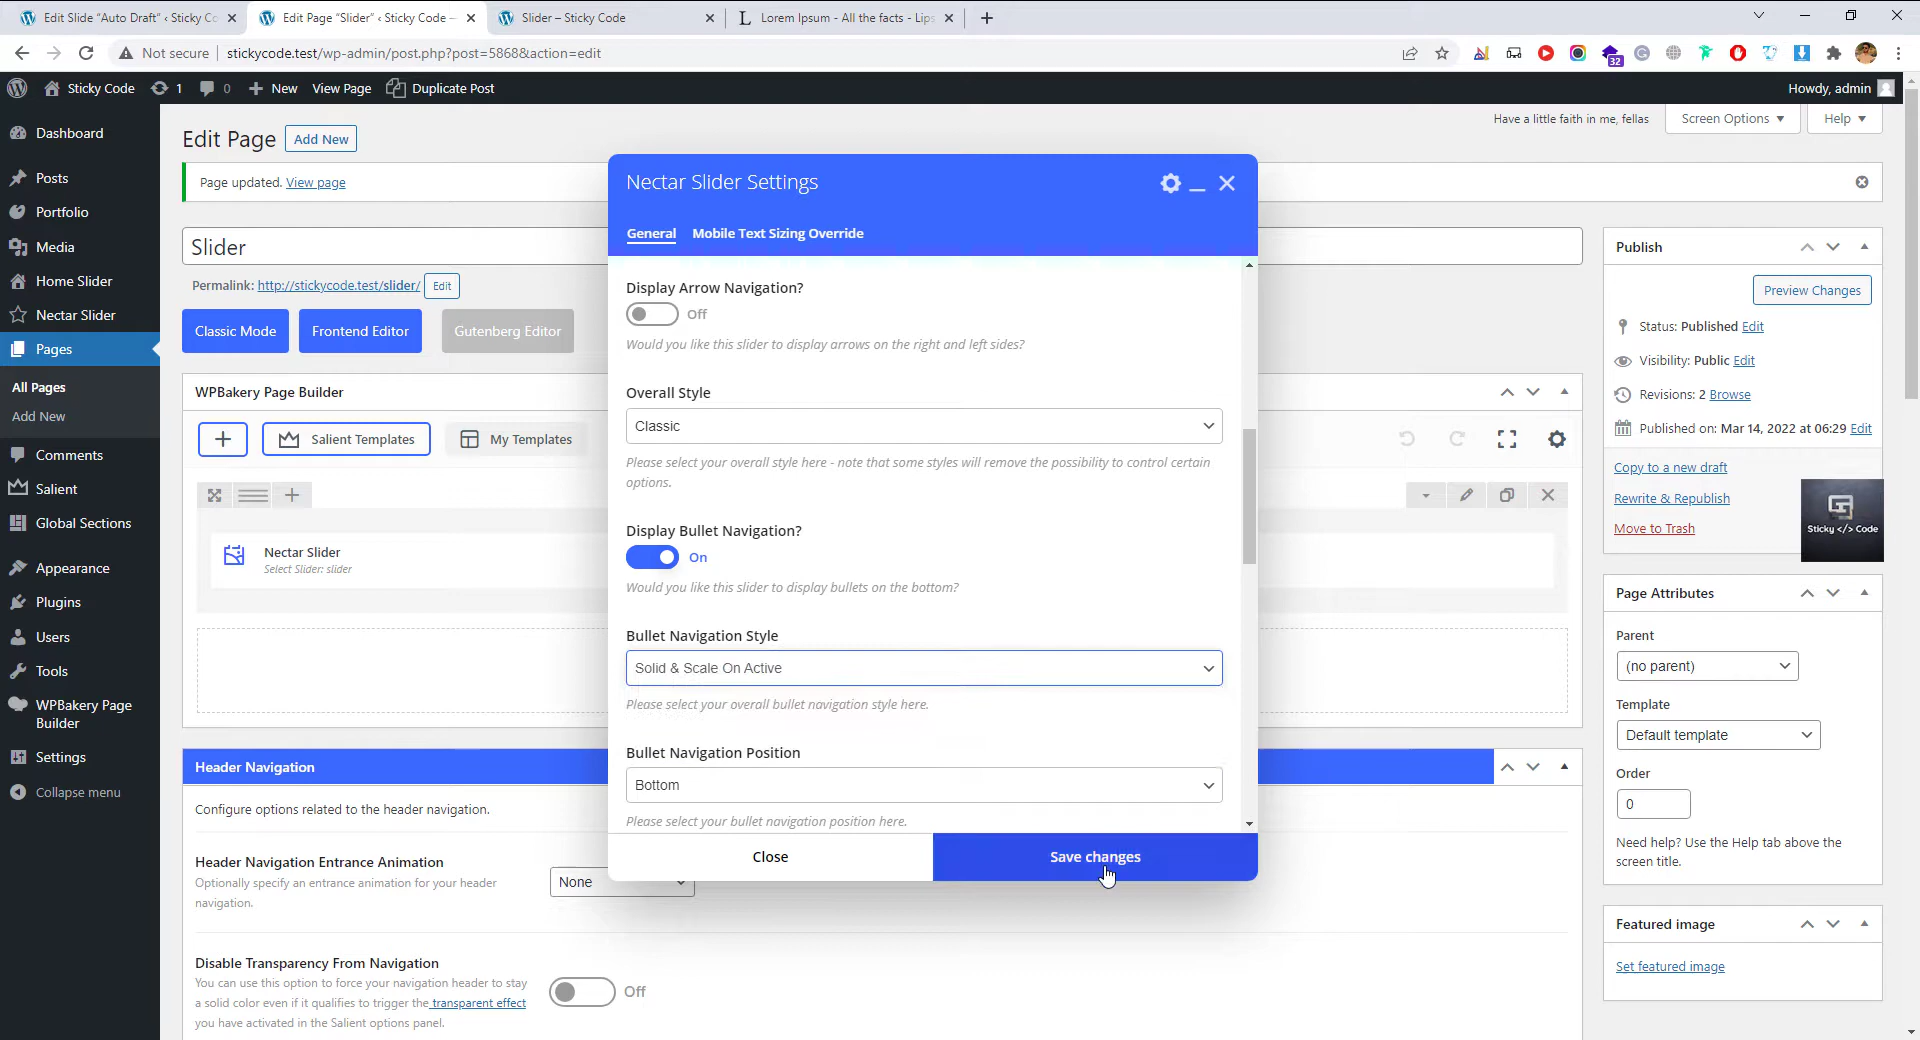 Edit Slide "Auto Draft" ‹ Sticky Co
Edit Page "Slider" ‹ Sticky Code —
Slider – Sticky Code
Lorem Ipsum - All the facts - Lips
Not secure
stickycode.test/wp-admin/post.php?post=5868&action=edit
32
Sticky Code
1
0
New
View Page
Duplicate Post
Howdy, admin
Dashboard
Posts
Portfolio
Media
Home Slider
Nectar Slider
Pages
All Pages
Add New
Comments
Salient
Global Sections
Appearance
Plugins
Users
Tools
WPBakery Page
Builder
Settings
Collapse menu
Have a little faith in me, fellas
Screen Options
Help
Edit Page
Add New
Page updated. View page
Slider
Permalink: http://stickycode.test/slider/
Edit
Classic Mode
Frontend Editor
Gutenberg Editor
WPBakery Page Builder
Salient Templates
My Templates
Nectar Slider
Select Slider: slider
Header Navigation
Configure options related to the header navigation.
Header Navigation Entrance Animation
Optionally specify an entrance animation for your header
navigation.
None
Disable Transparency From Navigation
You can use this option to force your navigation header to stay
a solid color even if it qualifies to trigger the transparent effect
you have activated in the Salient options panel.
Off
Nectar Slider Settings
General
Mobile Text Sizing Override
Display Arrow Navigation?
Off
Would you like this slider to display arrows on the right and left sides?
Overall Style
Classic
Please select your overall style here - note that some styles will remove the possibility to control certain
options.
Display Bullet Navigation?
On
Would you like this slider to display bullets on the bottom?
Bullet Navigation Style
Solid & Scale On Active
Please select your overall bullet navigation style here.
Bullet Navigation Position
Bottom
Please select your bullet navigation position here.
Close
Save changes
Publish
Preview Changes
Status: Published Edit
Visibility: Public Edit
Revisions: 2 Browse
Published on: Mar 14, 2022 at 06:29 Edit
Copy to a new draft
Rewrite & Republish
Move to Trash
Sticky </> Code
Page Attributes
Parent
(no parent)
Template
Default template
Order
0
Need help? Use the Help tab above the
screen title.
Featured image
Set featured image